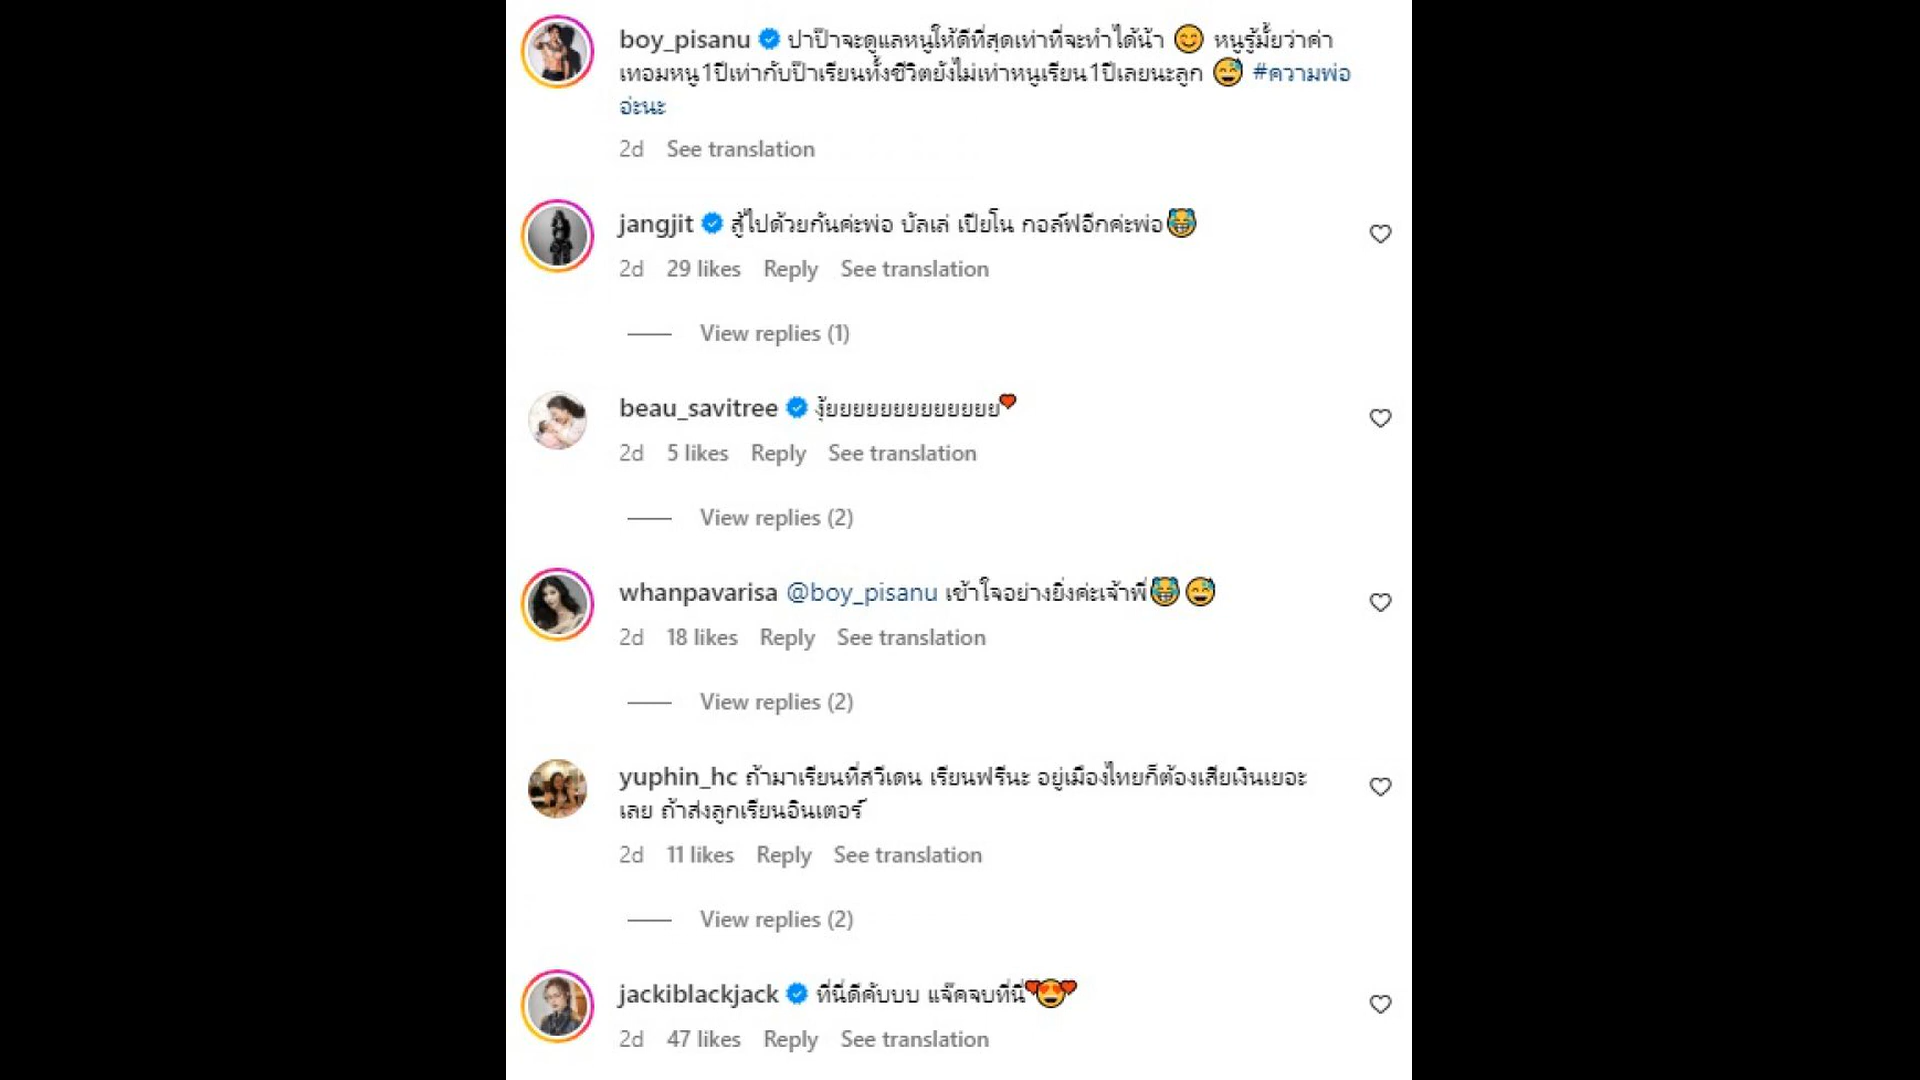 boy_pisanu ปาป๊าจะดูแลหนูให้ดีที่สุดเท่าที่จะทำได้น้า 😊 หนูรู้มั้ยว่าค่า
เทอมหนู1ปีเท่ากับป๊าเรียนทั้งชีวิตยังไม่เท่าหนูเรียน1ปีเลยนะลูก 😅 #ความพ่อ
อ่ะนะ
2d See translation
jangjit สู้ไปด้วยกันค่ะพ่อ บัลเล่ เปียโน กอล์ฟอีกค่ะพ่อ😹
2d 29 likes Reply See translation
View replies (1)
beau_savitree งุ้ยยยยยยยยยยยยย❤
2d 5 likes Reply See translation
View replies (2)
whanpavarisa @boy_pisanu เข้าใจอย่างยิ่งค่ะเจ้าพี่😹😅
2d 18 likes Reply See translation
View replies (2)
yuphin_hc ถ้ามาเรียนที่สวีเดน เรียนฟรีนะ อยู่เมืองไทยก็ต้องเสียเงินเยอะ
เลย ถ้าส่งลูกเรียนอินเตอร์
2d 11 likes Reply See translation
View replies (2)
jackiblackjack ที่นี่ดีคับบบ แจ๊คจบที่นี่😍
2d 47 likes Reply See translation